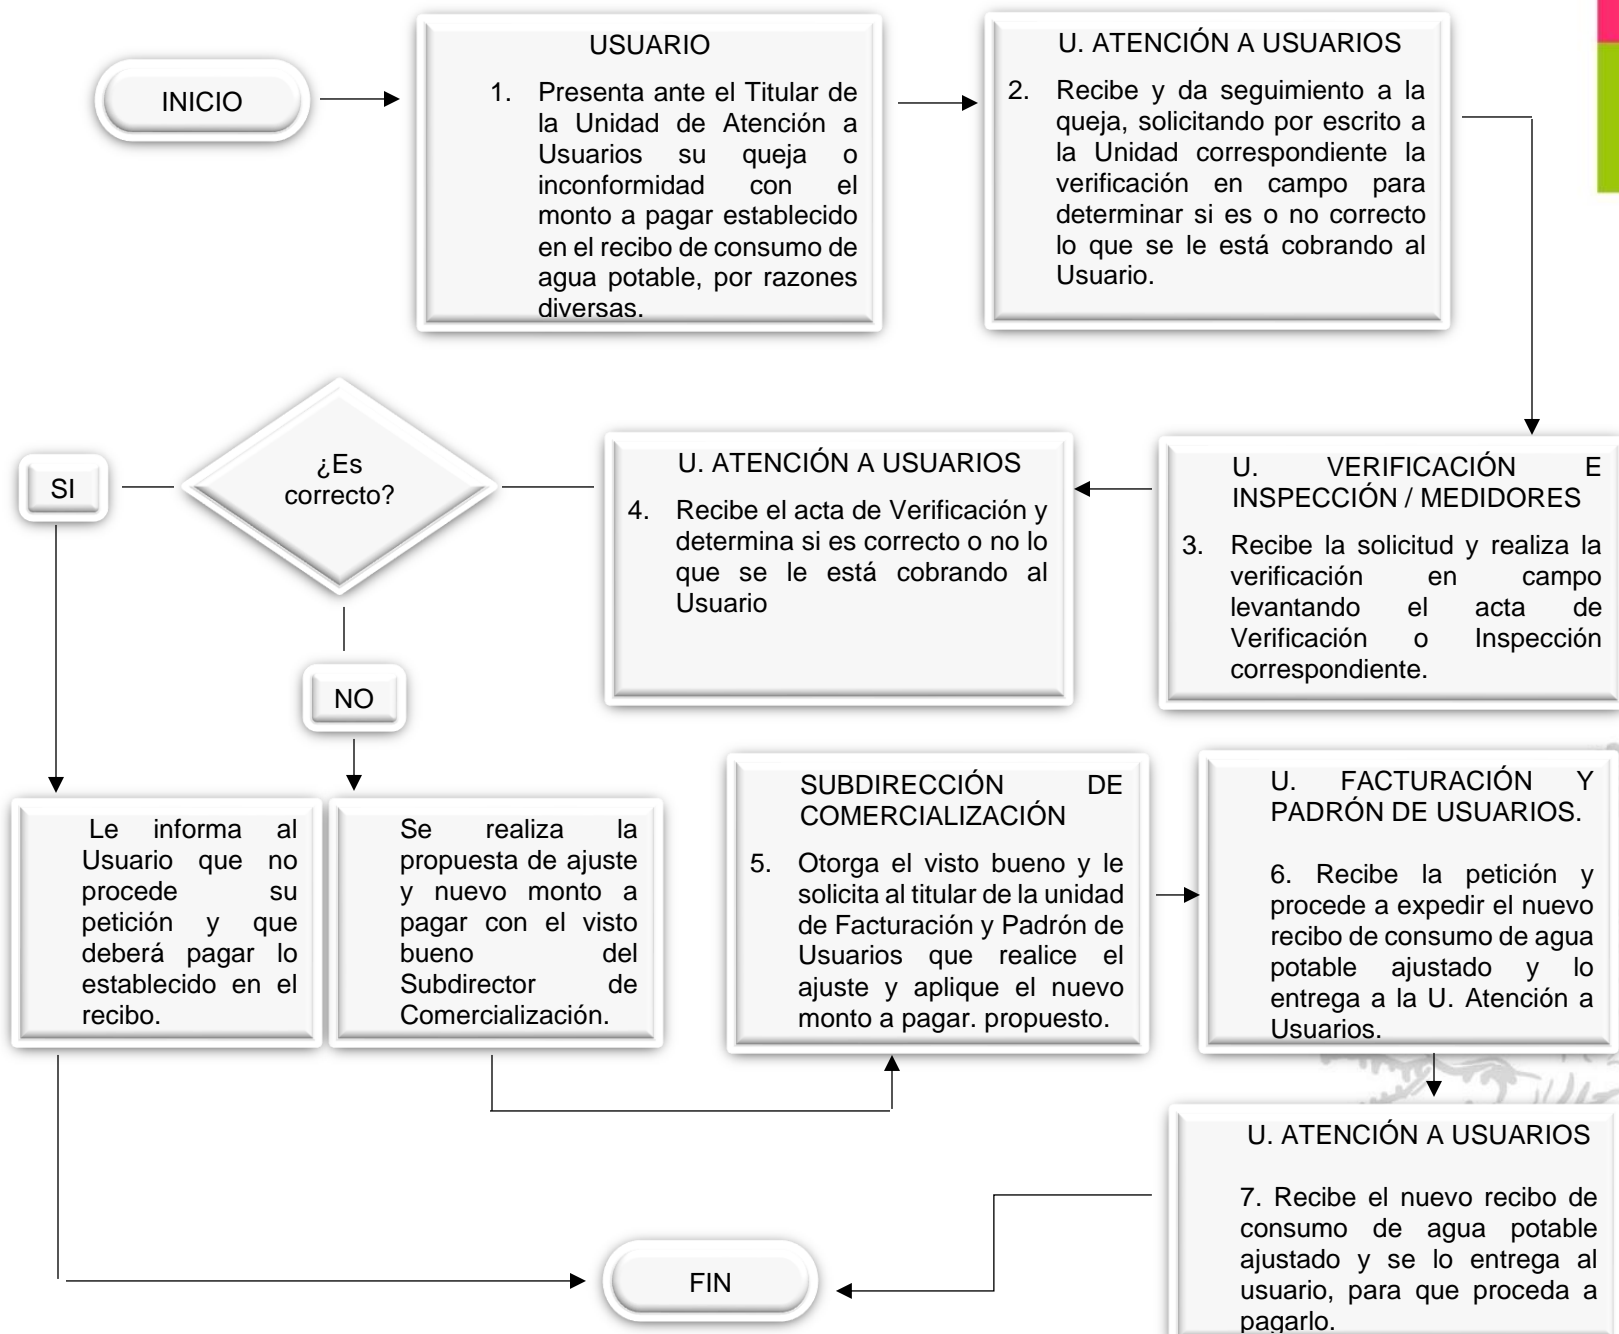 INICIO
USUARIO
1. Presenta ante el Titular de
la Unidad de Atención a
Usuarios su queja o
inconformidad con el
monto a pagar establecido
en el recibo de consumo de
agua potable, por razones
diversas.
U. ATENCIÓN A USUARIOS
2. Recibe y da seguimiento a la
queja, solicitando por escrito a
la Unidad correspondiente la
verificación en campo para
determinar si es o no correcto
lo que se le está cobrando al
Usuario.
U. VERIFICACIÓN E
INSPECCIÓN / MEDIDORES
3. Recibe la solicitud y realiza la
verificación en campo
levantando el acta de
Verificación o Inspección
correspondiente.
U. ATENCIÓN A USUARIOS
4. Recibe el acta de Verificación y
determina si es correcto o no lo
que se le está cobrando al
Usuario
¿Es
correcto?
SI
NO
Le informa al
Usuario que no
procede su
petición y que
deberá pagar lo
establecido en el
recibo.
Se realiza la
propuesta de ajuste
y nuevo monto a
pagar con el visto
bueno del
Subdirector de
Comercialización.
SUBDIRECCIÓN DE
COMERCIALIZACIÓN
5. Otorga el visto bueno y le
solicita al titular de la unidad
de Facturación y Padrón de
Usuarios que realice el
ajuste y aplique el nuevo
monto a pagar. propuesto.
U. FACTURACIÓN Y
PADRÓN DE USUARIOS.
6. Recibe la petición y
procede a expedir el nuevo
recibo de consumo de agua
potable ajustado y lo
entrega a la U. Atención a
Usuarios.
U. ATENCIÓN A USUARIOS
7. Recibe el nuevo recibo de
consumo de agua potable
ajustado y se lo entrega al
usuario, para que proceda a
pagarlo.
FIN